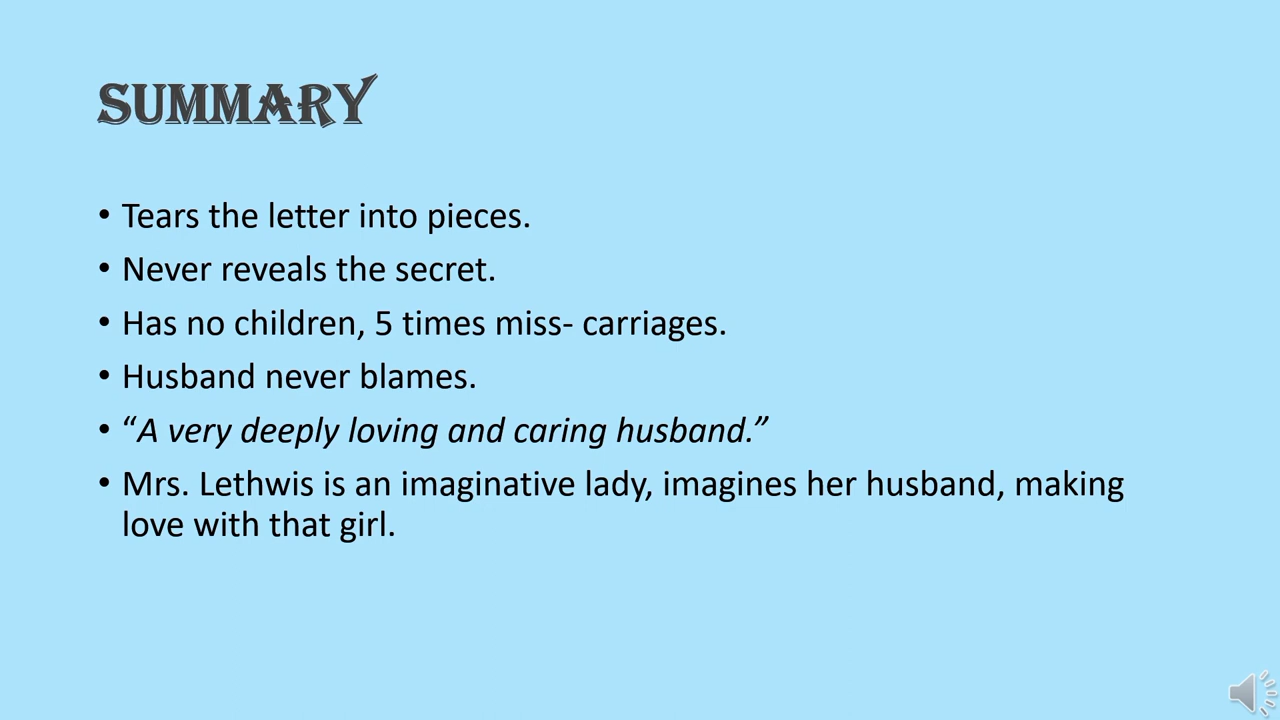 SUMMARY
• Tears the letter into pieces.
• Never reveals the secret.
• Has no children, 5 times miss- carriages.
• Husband never blames.
• “A very deeply loving and caring husband.”
• Mrs. Lethwis is an imaginative lady, imagines her husband, making
love with that girl.